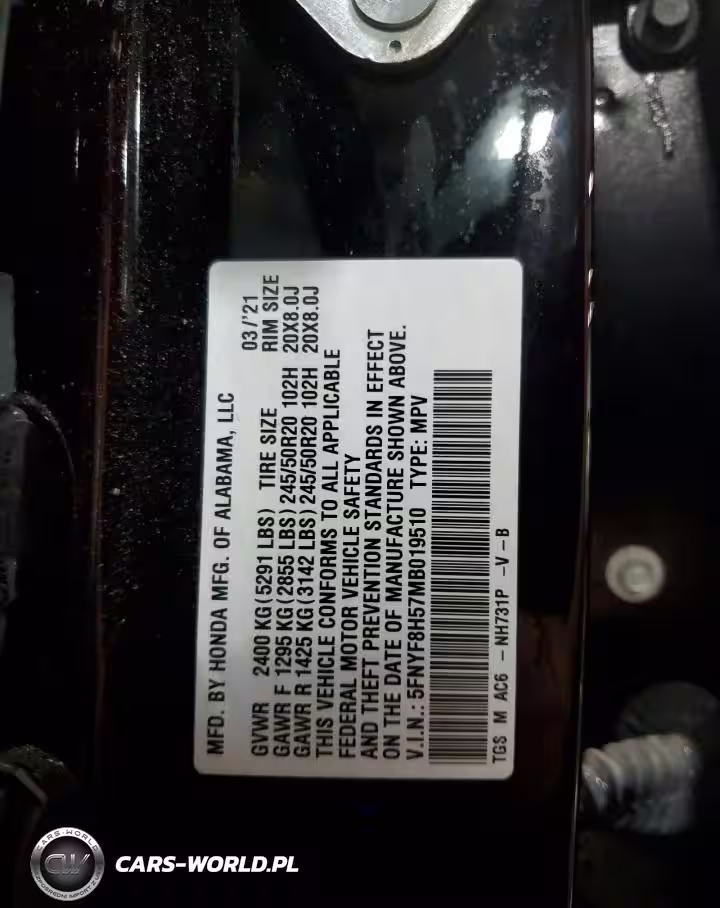 MFD. BY HONDA MFG. OF ALABAMA, LLC
03/'21
GVWR 2400 KG(5291 LBS) TIRE SIZE RIM SIZE
GAWR F 1295 KG(2855 LBS)245/50R20 102H 20X8.0J
GAWR R 1425 KG(3142 LBS)245/50R20 102H 20X8.0J
THIS VEHICLE CONFORMS TO ALL APPLICABLE
FEDERAL MOTOR VEHICLE SAFETY
AND THEFT PREVENTION STANDARDS IN EFFECT
ON THE DATE OF MANUFACTURE SHOWN ABOVE.
V.I.N.: 5FNYF8H57MB019510 TYPE: MPV
TGS M AC6 - NH731P -V - B
CARS-WORLD
CW
CARS-WORLD.PL